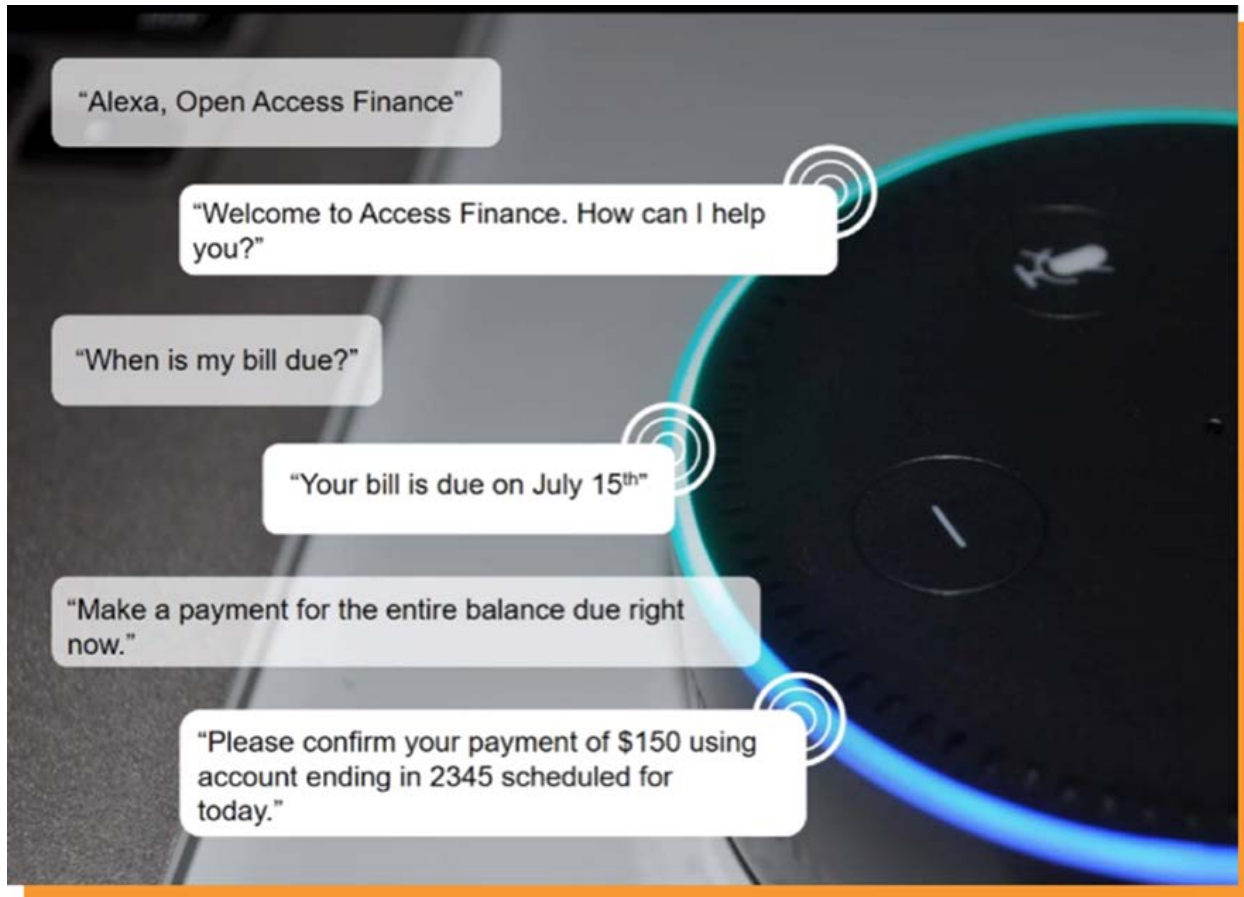 “Alexa, Open Access Finance”
“Welcome to Access Finance. How can I help
you?”
“When is my bill due?”
“Your bill is due on July 15th”
“Make a payment for the entire balance due right
now.”
“Please confirm your payment of $150 using
account ending in 2345 scheduled for
today.”